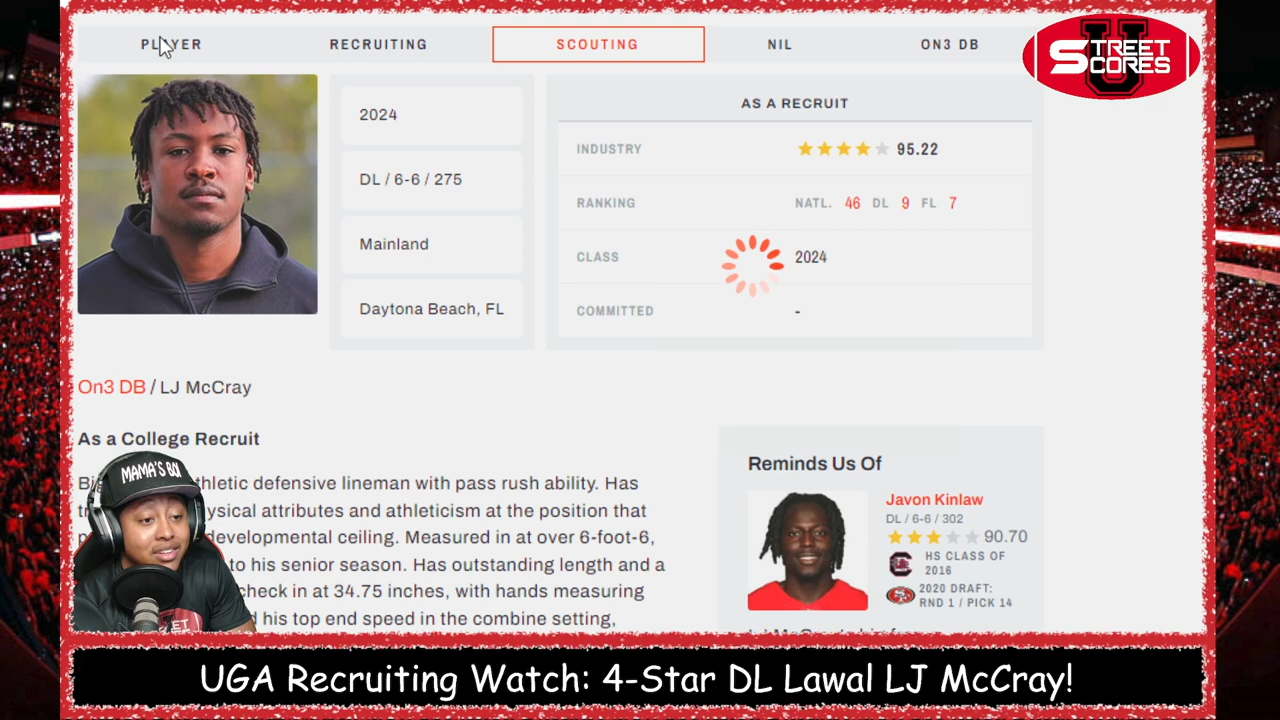 PLAYER
RECRUITING
SCOUTING
NIL
ON3 DB
STREET
SCORES
2024
DL / 6-6 / 275
Mainland
Daytona Beach, FL
AS A RECRUIT
INDUSTRY 95.22
RANKING NATL. 46 DL 9 FL 7
CLASS 2024
COMMITTED -
On3 DB / LJ McCray
As a College Recruit
thletic defensive lineman with pass rush ability. Has
ysical attributes and athleticism at the position that
developmental ceiling. Measured in at over 6-foot-6,
to his senior season. Has outstanding length and a
check in at 34.75 inches, with hands measuring
his top end speed in the combine setting,
Reminds Us Of
Javon Kinlaw
DL / 6-6 / 302
90.70
HS CLASS OF
2016
2020 DRAFT:
RND 1 / PICK 14
MAMA'S BOI
UGA Recruiting Watch: 4-Star DL Lawal LJ McCray!